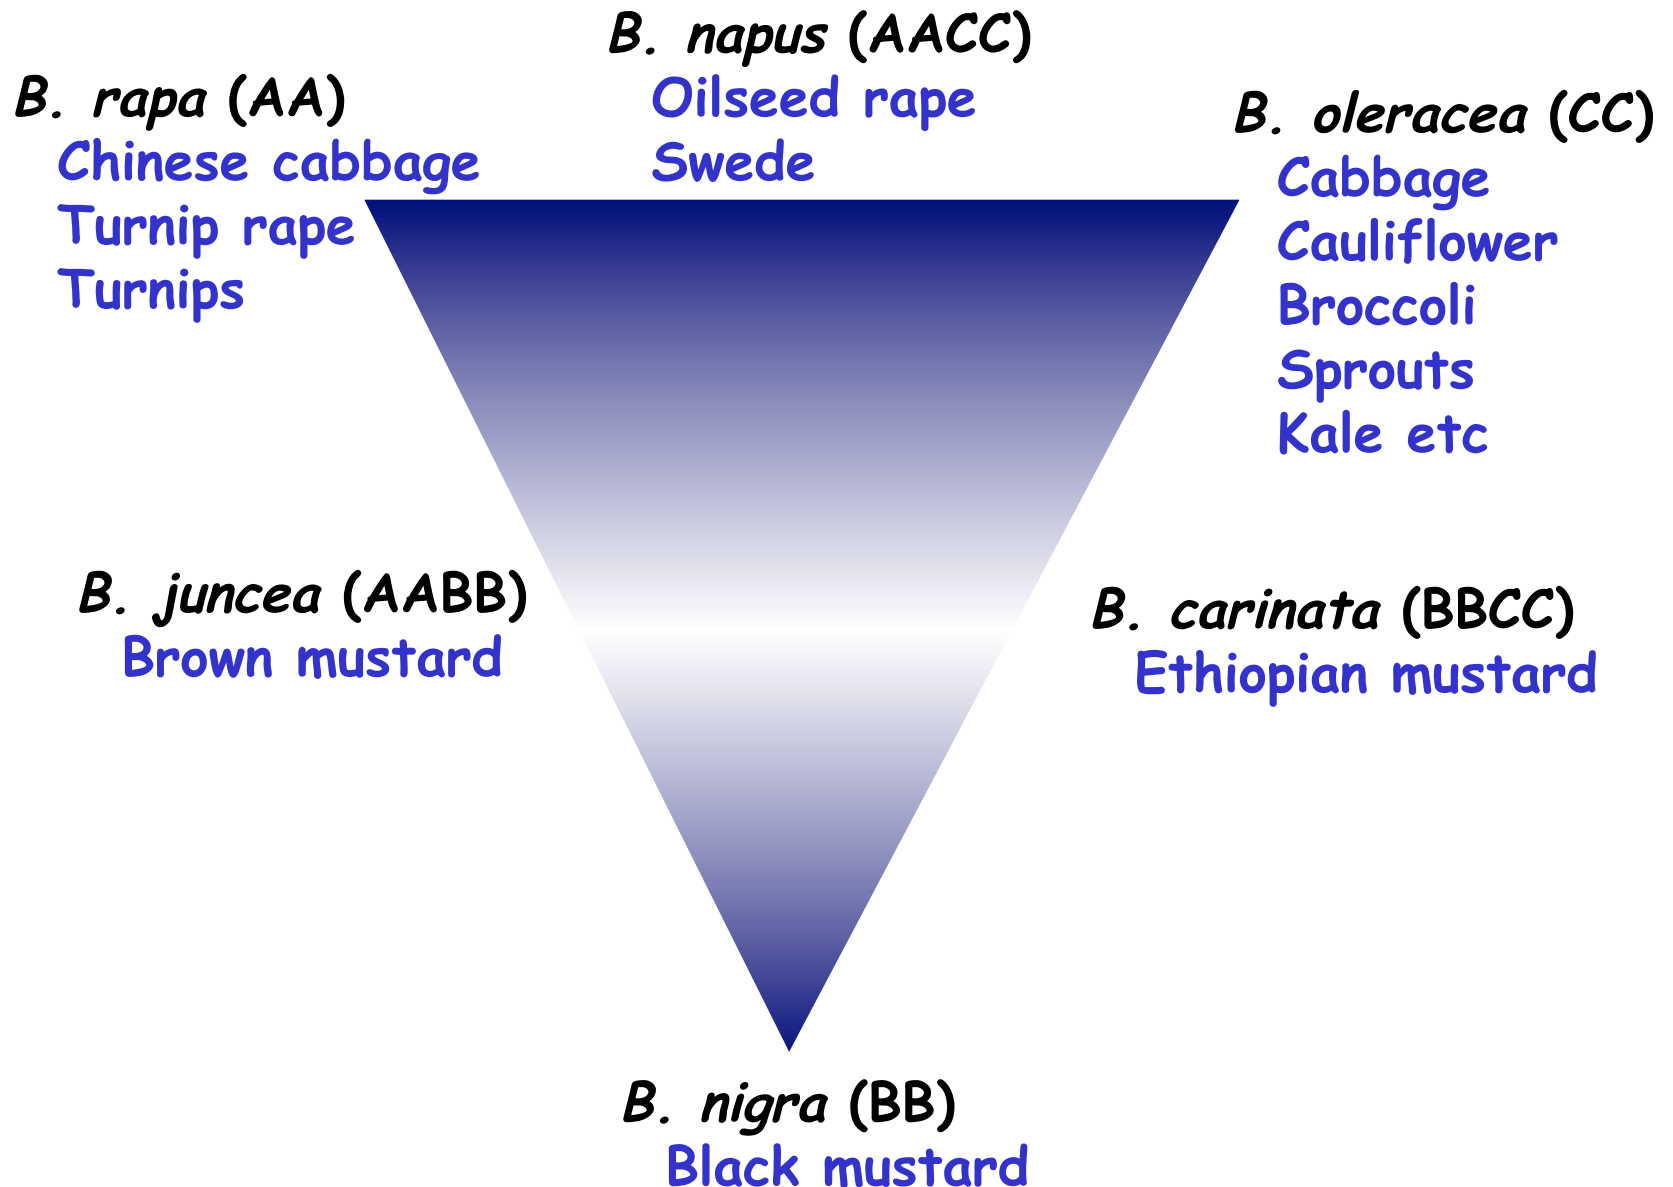 B. napus (AACC)
Oilseed rape
Swede
B. rapa (AA)
Chinese cabbage
Turnip rape
Turnips
B. oleracea (CC)
Cabbage
Cauliflower
Broccoli
Sprouts
Kale etc
B. juncea (AABB)
Brown mustard
B. carinata (BBCC)
Ethiopian mustard
B. nigra (BB)
Black mustard